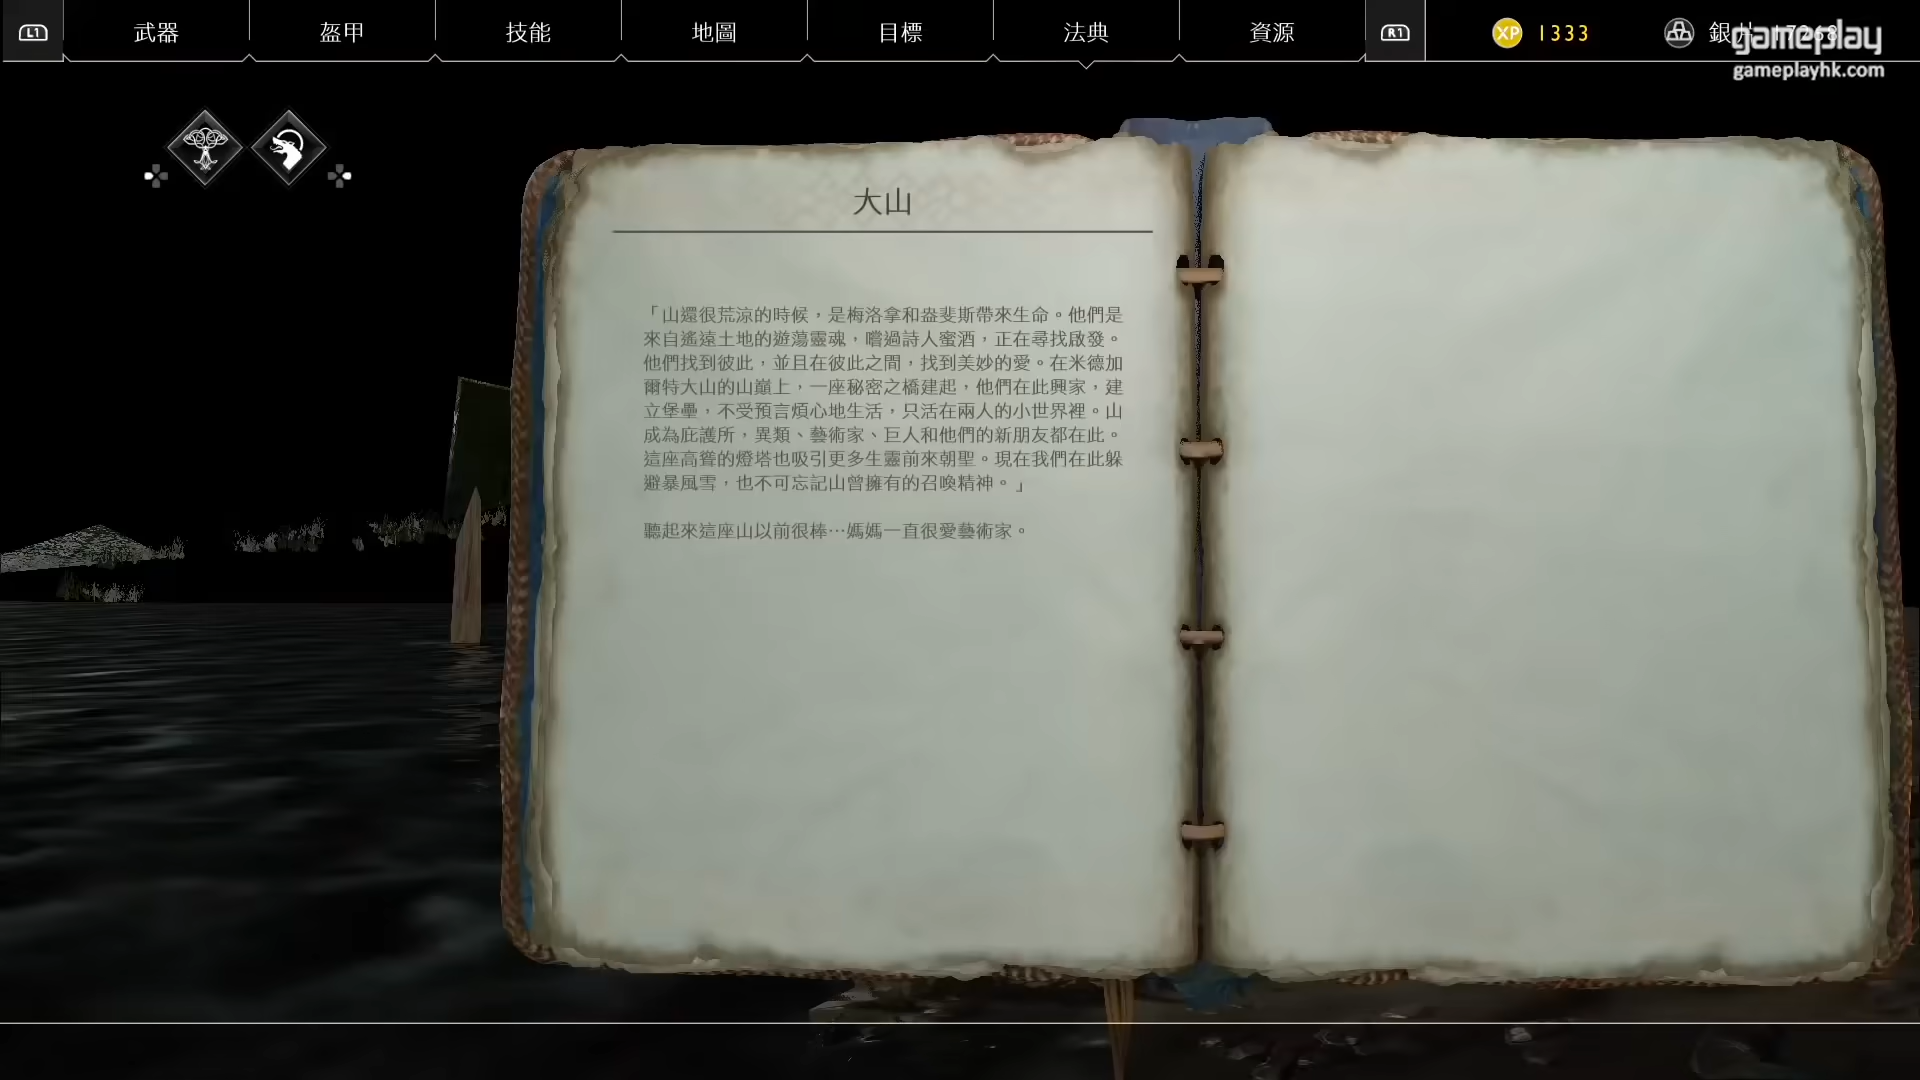 L1
武器
盔甲
技能
地圖
目標
法典
資源
R1
XP 1333
銀
gameplay
gameplayhk.com
大山
「山還很荒涼的時候，是梅洛拿和盎斐斯帶來生命。他們是
來自遙遠土地的遊蕩靈魂，嚐過詩人蜜酒，正在尋找啟發。
他們找到彼此，並且在彼此之間，找到美妙的愛。在米德加
爾特大山的山巔上，一座秘密之橋建起，他們在此興家，建
立堡壘，不受預言煩心地生活，只活在兩人的小世界裡。山
成為庇護所，異類、藝術家、巨人和他們的新朋友都在此。
這座高聳的燈塔也吸引更多生靈前來朝聖。現在我們在此躲
避暴風雪，也不可忘記山曾擁有的召喚精神。」
聽起來這座山以前很棒…媽媽一直很愛藝術家。